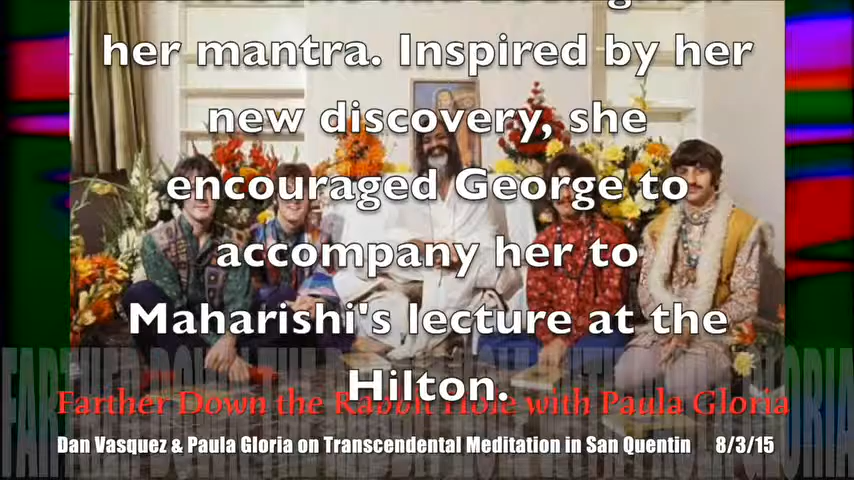 her mantra. Inspired by her
new discovery, she
encouraged George to
accompany her to
Maharishi's lecture at the
Hilton.
Farther Down the Rabbit Hole with Paula Gloria
Dan Vasquez & Paula Gloria on Transcendental Meditation in San Quentin 8/3/15